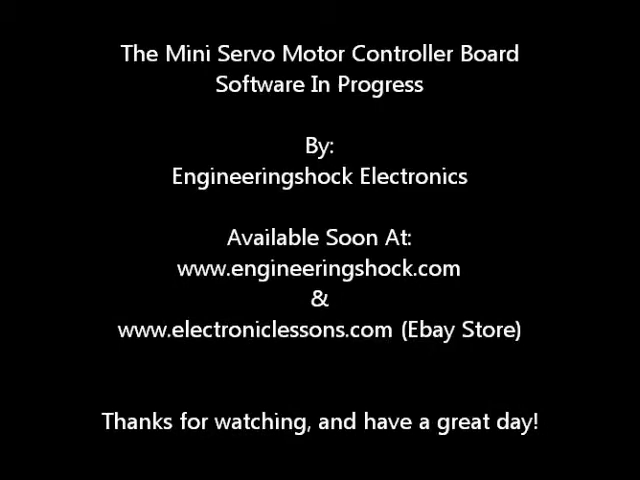 The Mini Servo Motor Controller Board
Software In Progress
By:
Engineeringshock Electronics
Available Soon At:
www.engineeringshock.com
&
www.electroniclessons.com (Ebay Store)
Thanks for watching, and have a great day!